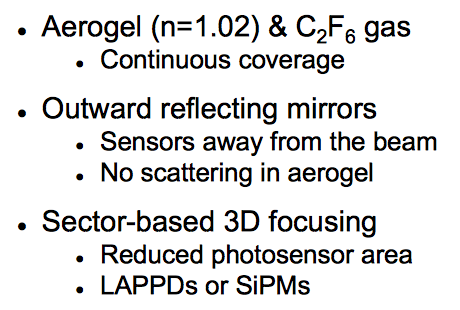 • Aerogel (n=1.02) & C₂F₆ gas
• Continuous coverage
• Outward reflecting mirrors
• Sensors away from the beam
• No scattering in aerogel
• Sector-based 3D focusing
• Reduced photosensor area
• LAPPDs or SiPMs